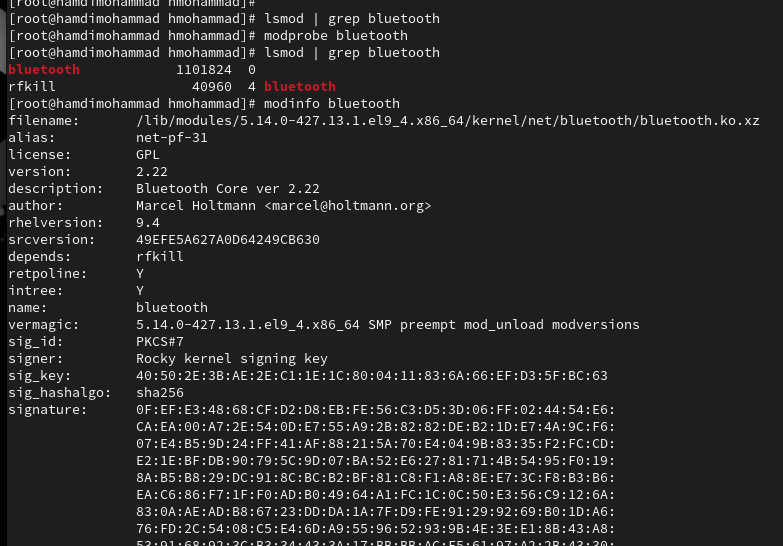 [root@hamdimohammad hmohammad]#
[root@hamdimohammad hmohammad]# lsmod | grep bluetooth
[root@hamdimohammad hmohammad]# modprobe bluetooth
[root@hamdimohammad hmohammad]# lsmod | grep bluetooth
bluetooth            1101824  0
rfkill                 40960  4 bluetooth
[root@hamdimohammad hmohammad]# modinfo bluetooth
filename:       /lib/modules/5.14.0-427.13.1.el9_4.x86_64/kernel/net/bluetooth/bluetooth.ko.xz
alias:          net-pf-31
license:        GPL
version:        2.22
description:    Bluetooth Core ver 2.22
author:         Marcel Holtmann <marcel@holtmann.org>
rhelversion:    9.4
srcversion:     49EFE5A627A0D64249CB630
depends:        rfkill
retpoline:      Y
intree:         Y
name:           bluetooth
vermagic:       5.14.0-427.13.1.el9_4.x86_64 SMP preempt mod_unload modversions
sig_id:         PKCS#7
signer:         Rocky kernel signing key
sig_key:        40:50:2E:3B:AE:2E:C1:1E:1C:80:04:11:83:6A:66:EF:D3:5F:BC:63
sig_hashalgo:   sha256
signature:      0F:EF:E3:48:68:CF:D2:D8:EB:FE:56:C3:D5:3D:06:FF:02:44:54:E6:
                CA:EA:00:A7:2E:54:0D:E7:55:A9:2B:82:82:DE:B2:1D:E7:4A:9C:F6:
                07:E4:B5:9D:24:FF:41:AF:88:21:5A:70:E4:04:9B:83:35:F2:FC:CD:
                E2:1E:BF:DB:90:79:5C:9D:07:BA:52:E6:27:81:71:4B:54:95:F0:19:
                8A:B5:B8:29:DC:91:8C:BC:B2:BF:81:C8:F1:A8:8E:E7:3C:F8:B3:B6:
                EA:C6:86:F7:1F:F0:AD:B0:49:64:A1:FC:1C:0C:50:E3:56:C9:12:6A:
                83:0A:AE:AD:B8:67:23:DD:DA:1A:7F:D9:FE:91:29:92:69:B0:1D:A6:
                76:FD:2C:54:08:C5:E4:6D:A9:55:96:52:93:9B:4E:3E:E1:8B:43:A8: